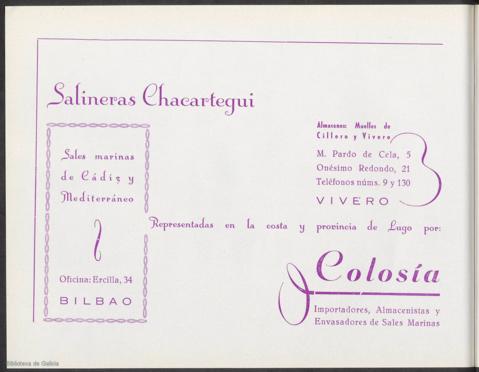 Salineras Chacartegui
Sales marinas
de Cádiz y
Mediterráneo
Oficina: Ercilla, 34
BILBAO
Almacenes: Muelles de
Cillero y Vivero
M. Pardo de Cela, 5
Onésimo Redondo, 21
Teléfonos núms. 9 y 130
VIVERO
Representadas en la costa y provincia de Lugo por:
Colosía
Importadores, Almacenistas y
Envasadores de Sales Marinas
Biblioteca de Galicia